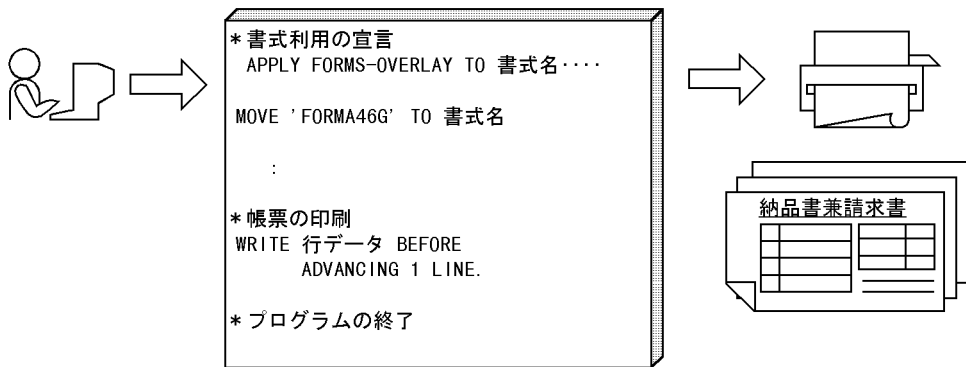 *書式利用の宣言
APPLY FORMS-OVERLAY TO 書式名‥‥
MOVE 'FORMA46G' TO 書式名
:
*帳票の印刷
WRITE 行データ BEFORE
ADVANCING 1 LINE.
*プログラムの終了
納品書兼請求書